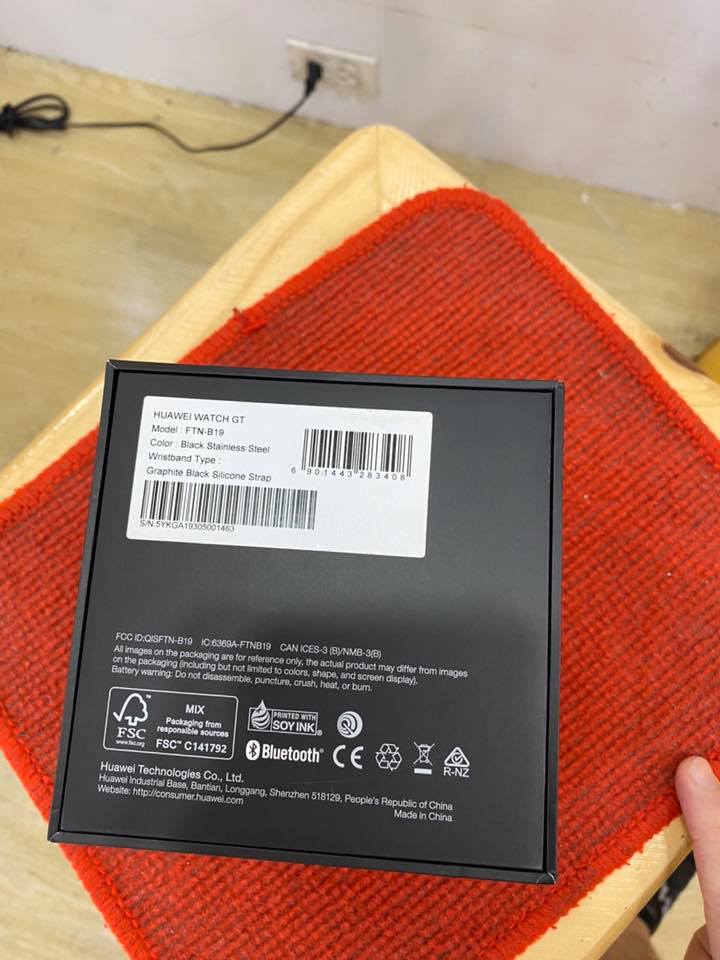 HUAWEI WATCH GT
Model : FTN-B19
Color : Black Stainless Steel
Wristband Type :
Graphite Black Silicone Strap
6 901443 283408
S/N:5YKGA19305001463
FCC ID:QISFTN-B19 IC:6369A-FTNB19 CAN ICES-3 (B)/NMB-3(B)
All images on the packaging are for reference only, the actual product may differ from images
on the packaging (including but not limited to colors, shape, and screen display).
Battery warning: Do not disassemble, puncture, crush, heat, or burn.
FSC™
www.fsc.org
MIX
Packaging from
responsible sources
FSC™ C141792
PRINTED WITH
SOY INK®
Bluetooth®
CE
R-NZ
Huawei Technologies Co., Ltd.
Huawei Industrial Base, Bantian, Longgang, Shenzhen 518129, People's Republic of China
Website: http://consumer.huawei.com
Made in China